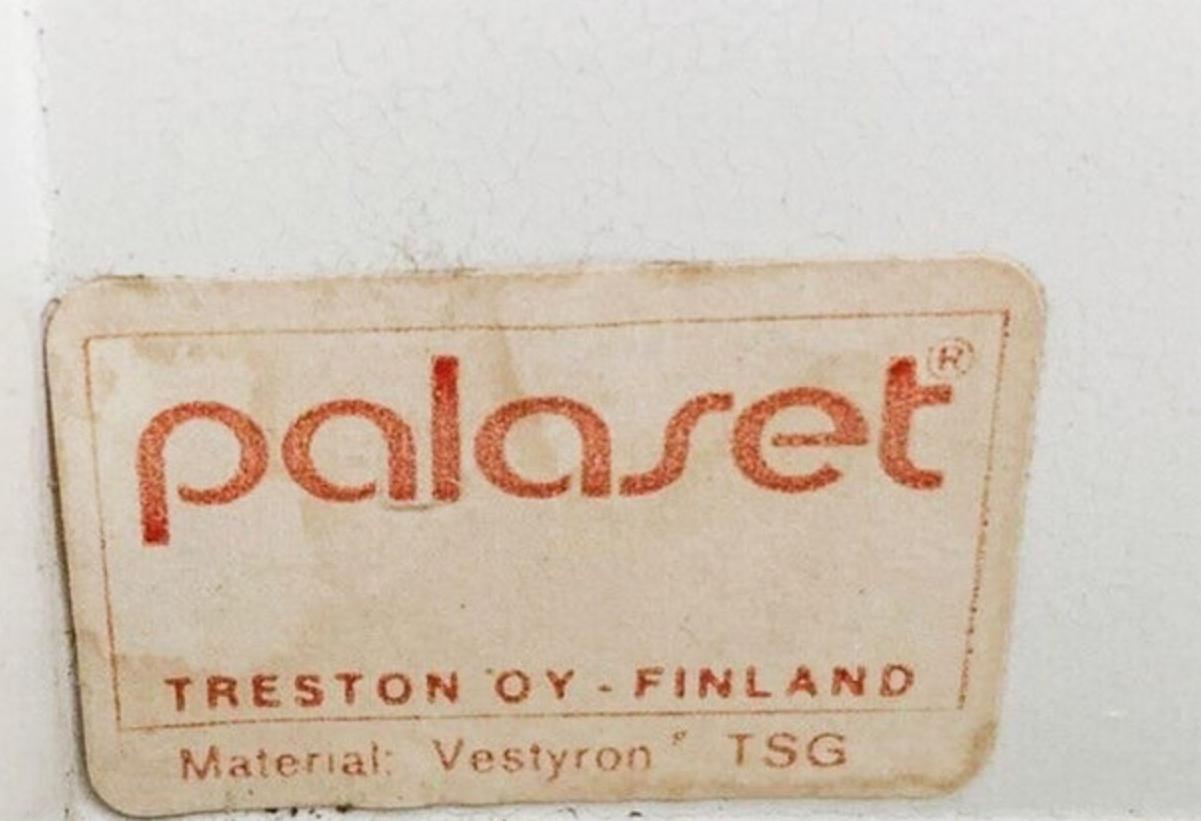 palaset®
TRESTON OY - FINLAND
Material: Vestyron® TSG